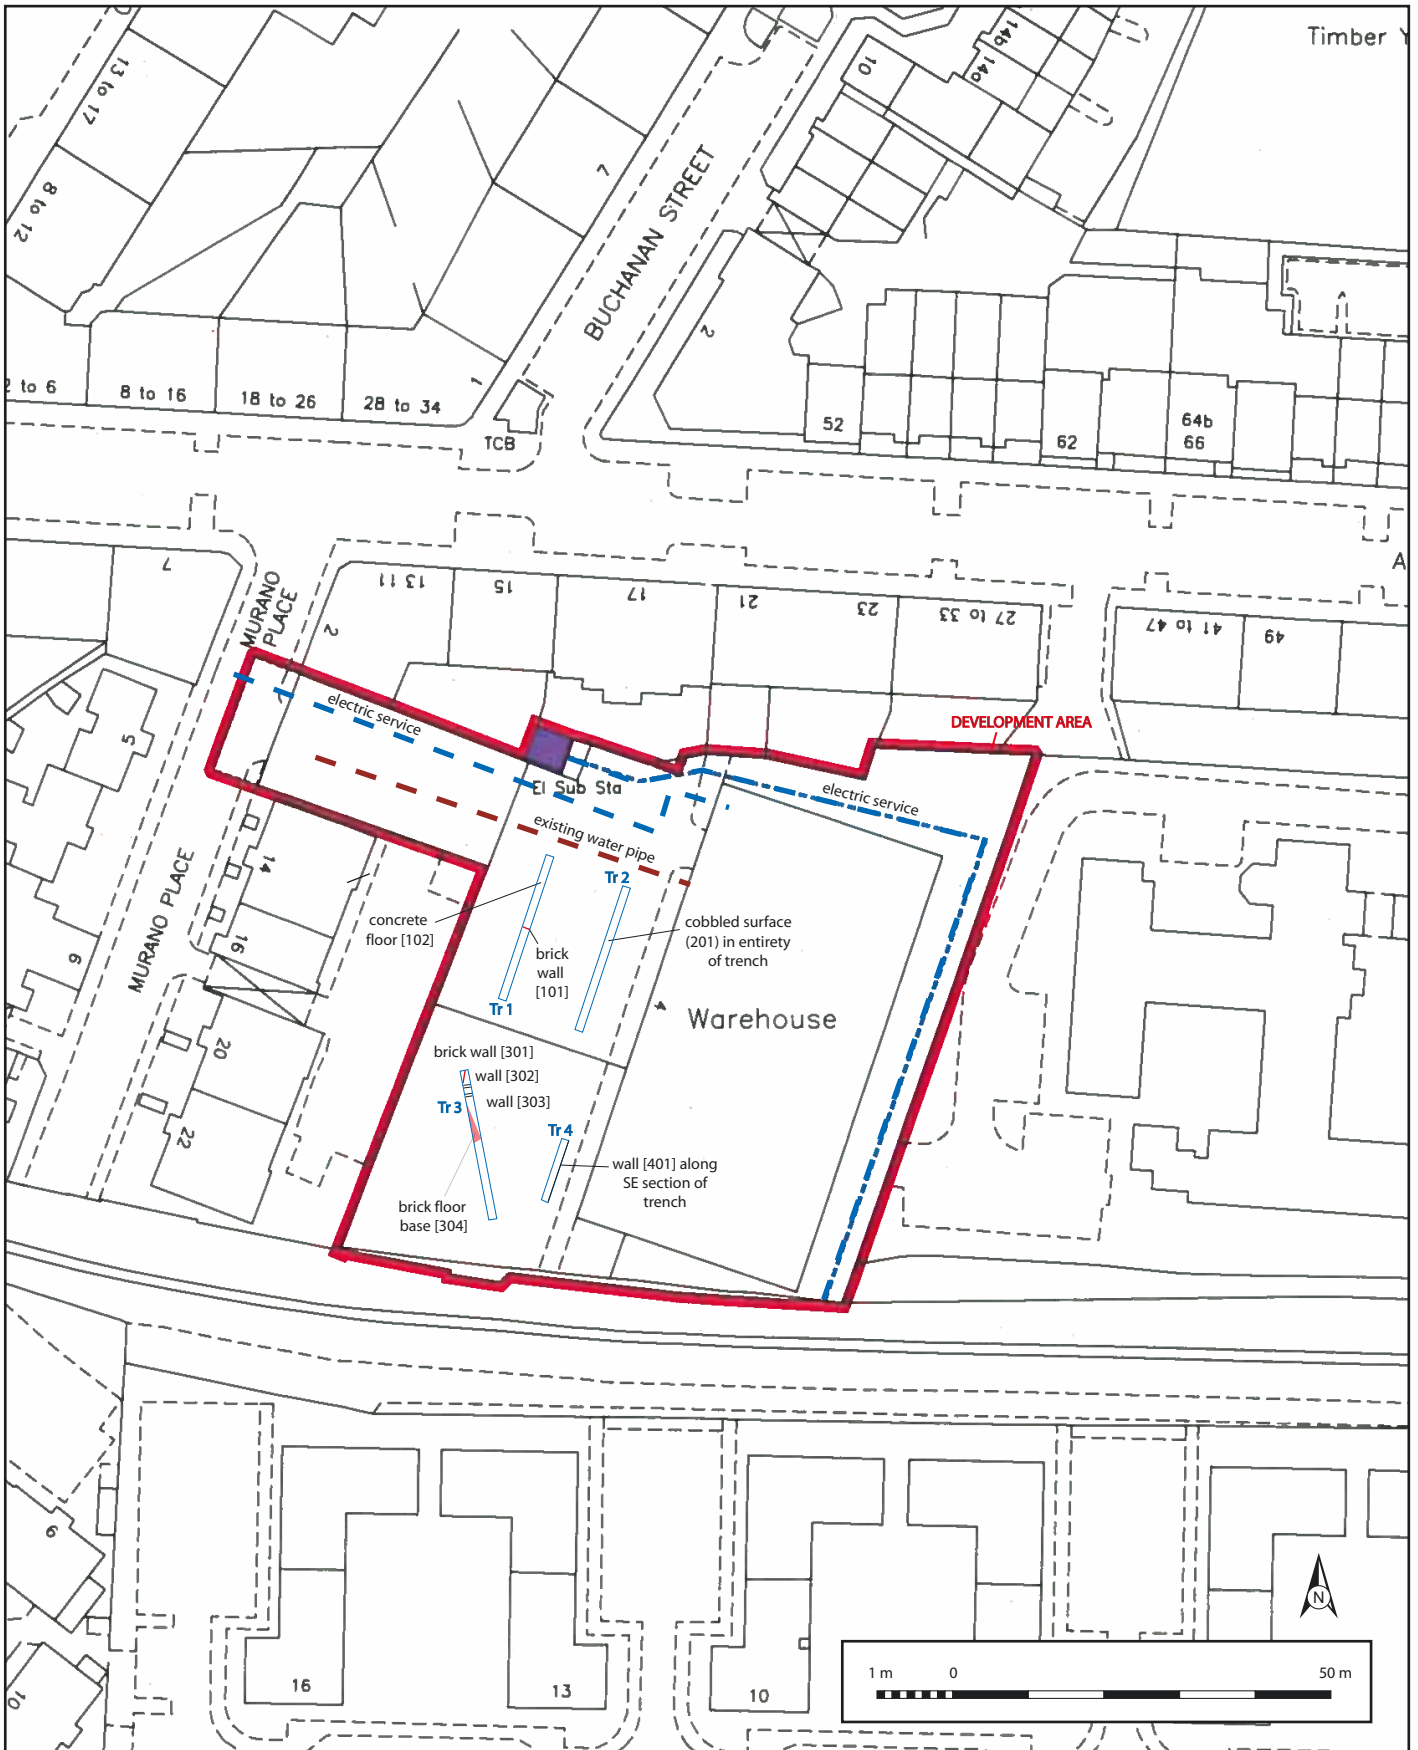 Timber Y
13 to 17
8 to 12
7
10
14b
14a
BUCHANAN STREET
2
1
2 to 6
8 to 16
18 to 26
28 to 34
TCB
52
62
64b
66
A
7
MURANO
PLACE
2
13 11
15
17
21
23
27 to 33
41 to 47
49
DEVELOPMENT AREA
electric service
El Sub Sta
electric service
existing water pipe
5
14
16
MURANO PLACE
6
20
22
Tr 2
concrete
floor [102]
brick
wall
[101]
Tr 1
cobbled surface
(201) in entirety
of trench
4
Warehouse
brick wall [301]
wall [302]
wall [303]
Tr 3
Tr 4
wall [401] along
SE section of
trench
brick floor
base [304]
9
10
16
13
10
N
1 m
0
50 m